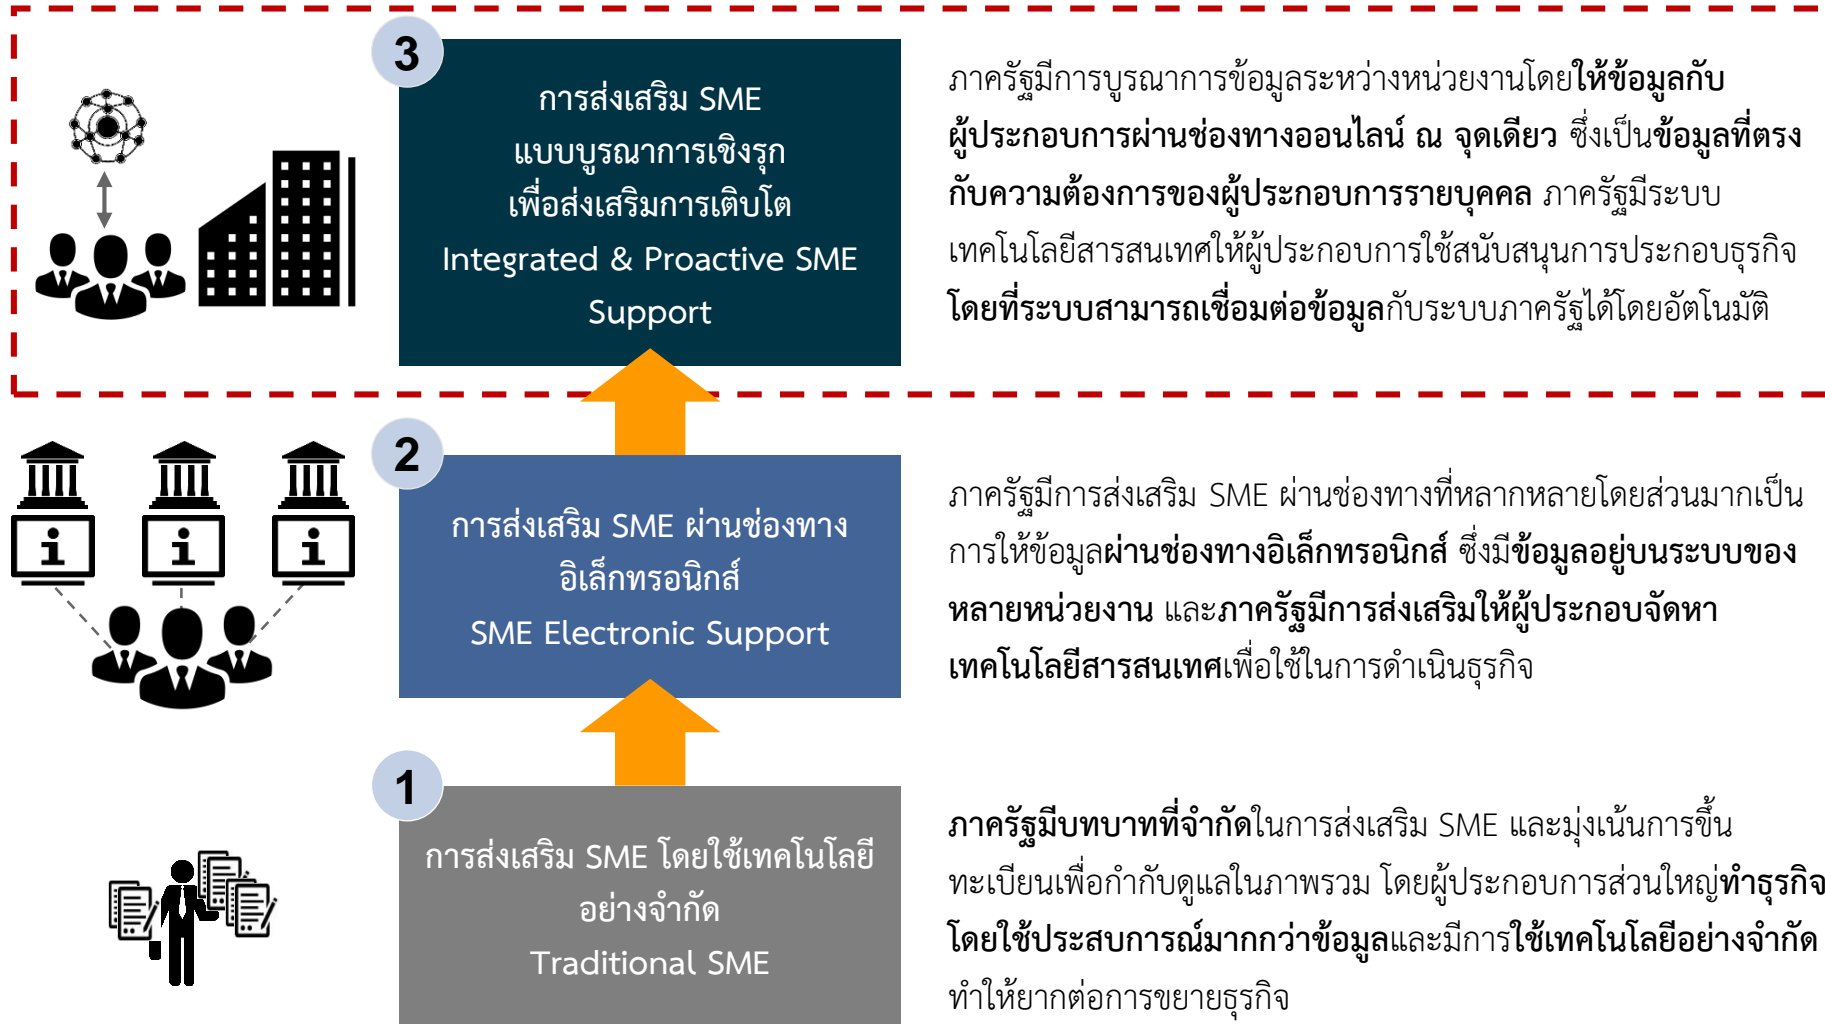 3
การส่งเสริม SME
แบบบูรณาการเชิงรุก
เพื่อส่งเสริมการเติบโต
Integrated & Proactive SME
Support
ภาครัฐมีการบูรณาการข้อมูลระหว่างหน่วยงานโดยให้ข้อมูลกับ
ผู้ประกอบการผ่านช่องทางออนไลน์ ณ จุดเดียว ซึ่งเป็นข้อมูลที่ตรง
กับความต้องการของผู้ประกอบการรายบุคคล ภาครัฐมีระบบ
เทคโนโลยีสารสนเทศให้ผู้ประกอบการใช้สนับสนุนการประกอบธุรกิจ
โดยที่ระบบสามารถเชื่อมต่อข้อมูลกับระบบภาครัฐได้โดยอัตโนมัติ
2
การส่งเสริม SME ผ่านช่องทาง
อิเล็กทรอนิกส์
SME Electronic Support
ภาครัฐมีการส่งเสริม SME ผ่านช่องทางที่หลากหลายโดยส่วนมากเป็น
การให้ข้อมูลผ่านช่องทางอิเล็กทรอนิกส์ ซึ่งมีข้อมูลอยู่บนระบบของ
หลายหน่วยงาน และภาครัฐมีการส่งเสริมให้ผู้ประกอบจัดหา
เทคโนโลยีสารสนเทศเพื่อใช้ในการดำเนินธุรกิจ
1
การส่งเสริม SME โดยใช้เทคโนโลยี
อย่างจำกัด
Traditional SME
ภาครัฐมีบทบาทที่จำกัดในการส่งเสริม SME และมุ่งเน้นการขึ้น
ทะเบียนเพื่อกำกับดูแลในภาพรวม โดยผู้ประกอบการส่วนใหญ่ทำธุรกิจ
โดยใช้ประสบการณ์มากกว่าข้อมูลและมีการใช้เทคโนโลยีอย่างจำกัด
ทำให้ยากต่อการขยายธุรกิจ